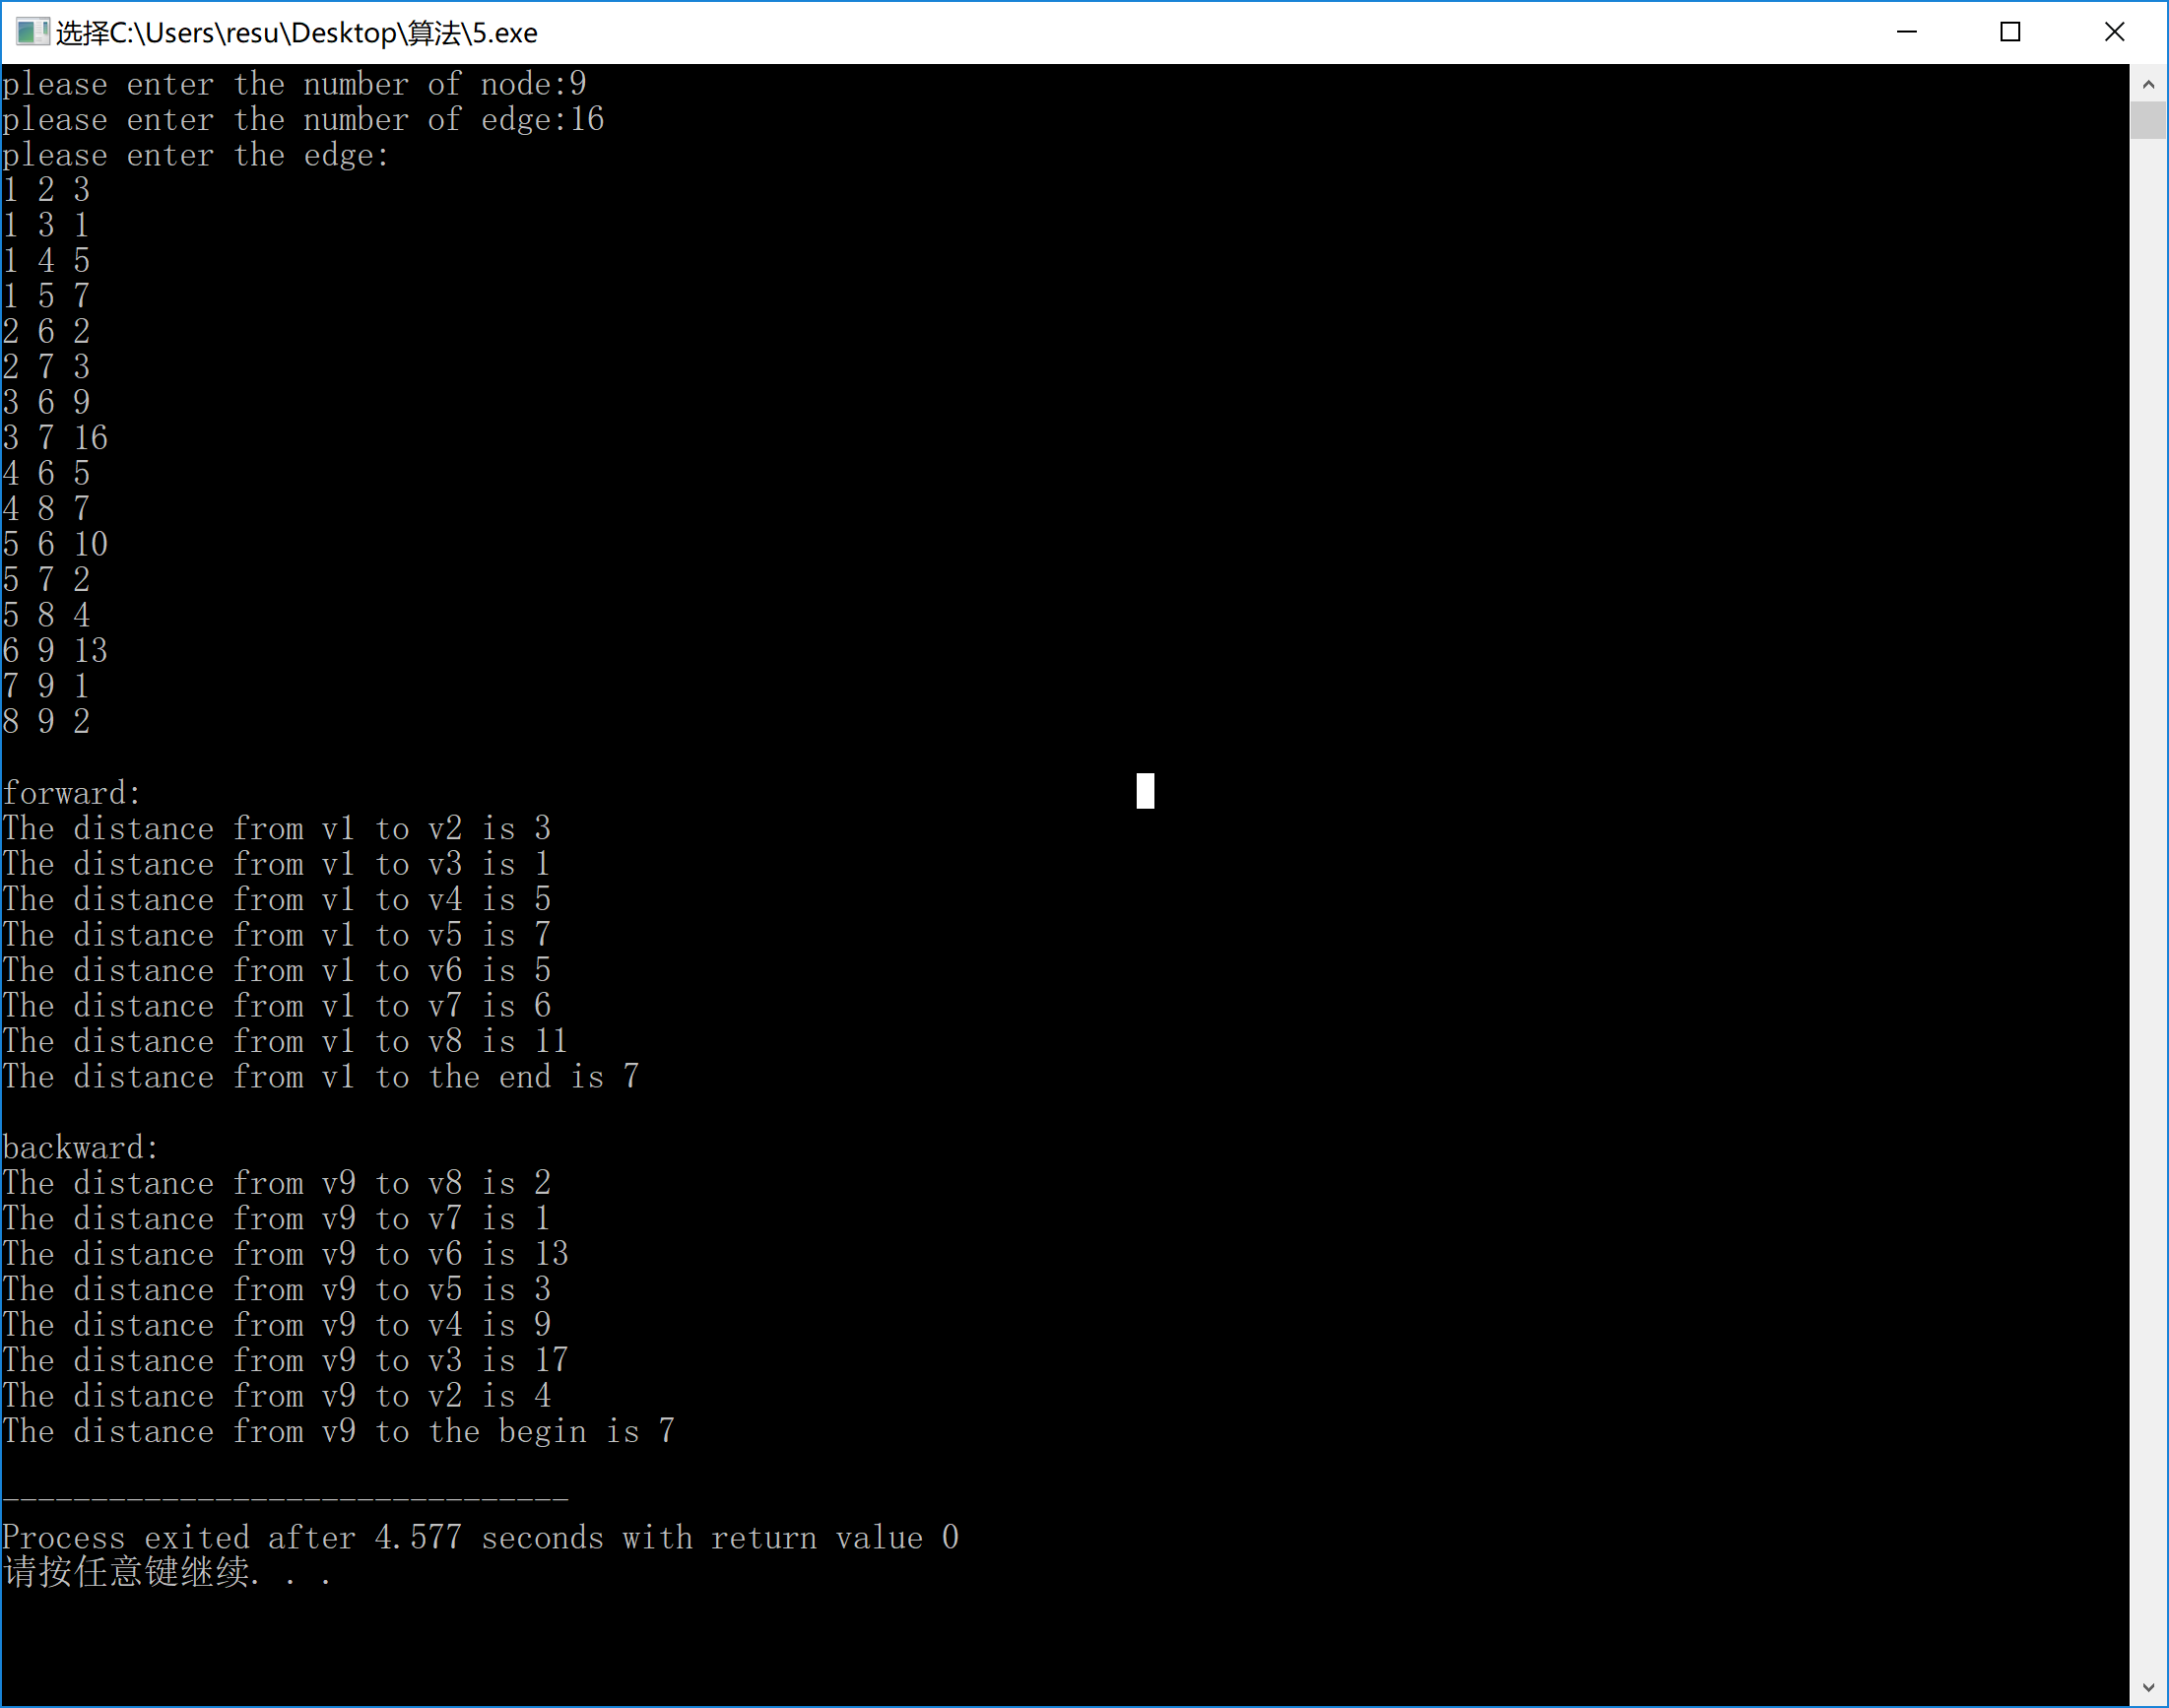 选择C:\Users\resu\Desktop\算法\5.exe
please enter the number of node:9
please enter the number of edge:16
please enter the edge:
1 2 3
1 3 1
1 4 5
1 5 7
2 6 2
2 7 3
3 6 9
3 7 16
4 6 5
4 8 7
5 6 10
5 7 2
5 8 4
6 9 13
7 9 1
8 9 2
forward:
The distance from v1 to v2 is 3
The distance from v1 to v3 is 1
The distance from v1 to v4 is 5
The distance from v1 to v5 is 7
The distance from v1 to v6 is 5
The distance from v1 to v7 is 6
The distance from v1 to v8 is 11
The distance from v1 to the end is 7
backward:
The distance from v9 to v8 is 2
The distance from v9 to v7 is 1
The distance from v9 to v6 is 13
The distance from v9 to v5 is 3
The distance from v9 to v4 is 9
The distance from v9 to v3 is 17
The distance from v9 to v2 is 4
The distance from v9 to the begin is 7
--------------------------------
Process exited after 4.577 seconds with return value 0
请按任意键继续. . .